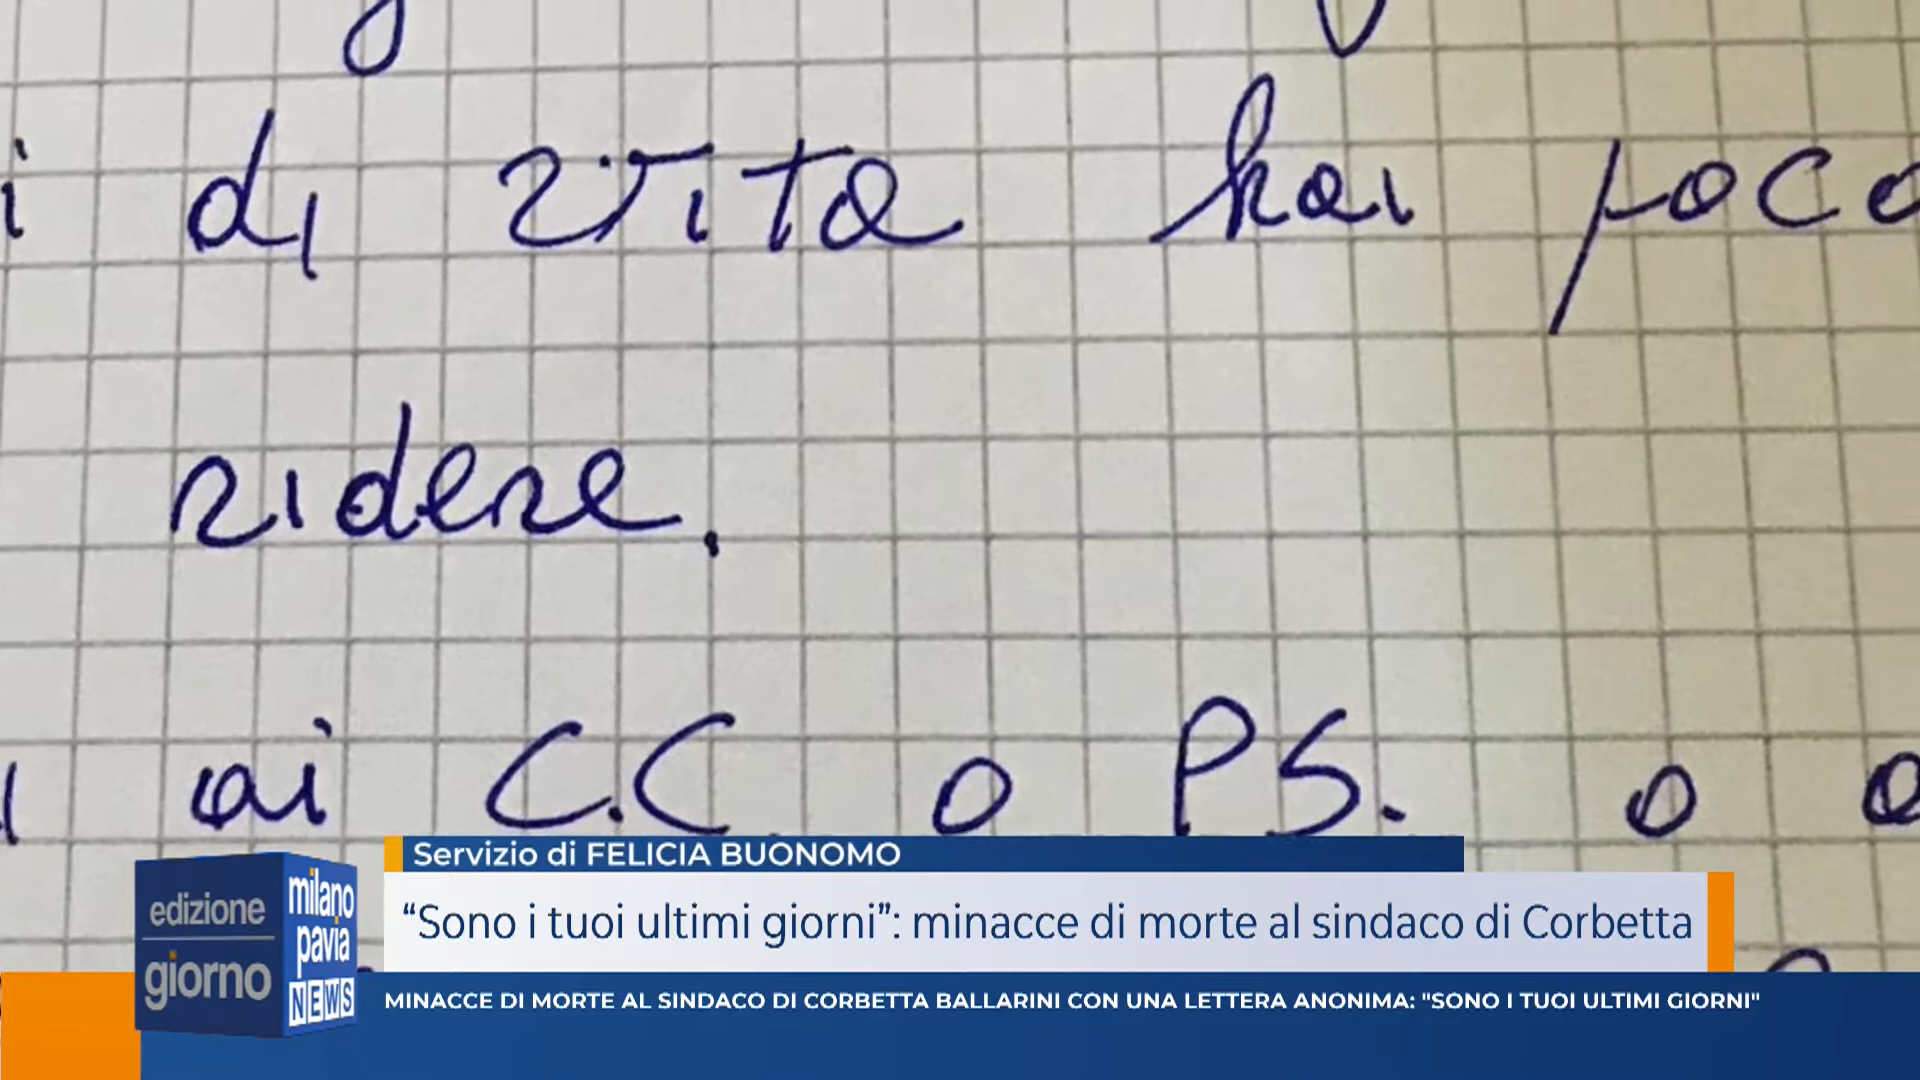 di vita hai poco
ridere.
ai C.C. o P.S. o
Servizio di FELICIA BUONOMO
“Sono i tuoi ultimi giorni”: minacce di morte al sindaco di Corbetta
edizione
giorno
milano
pavia
NEWS
MINACCE DI MORTE AL SINDACO DI CORBETTA BALLARINI CON UNA LETTERA ANONIMA: "SONO I TUOI ULTIMI GIORNI"